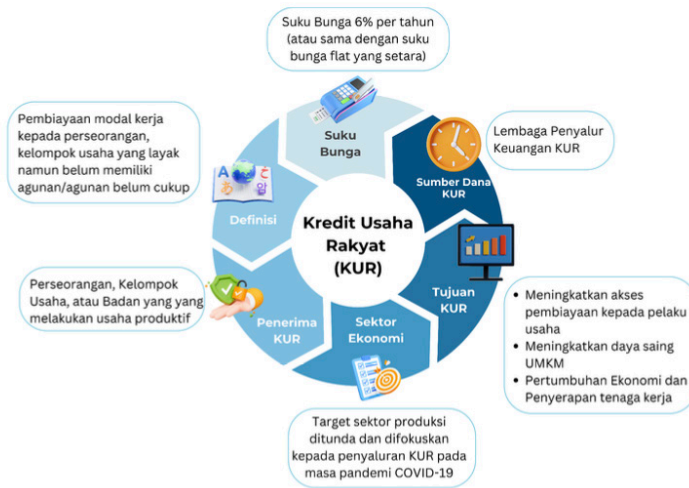 Suku Bunga 6% per tahun
(atau sama dengan suku
bunga flat yang setara)
Suku
Bunga
Lembaga Penyalur
Keuangan KUR
Sumber Dana
KUR
Pembiayaan modal kerja
kepada perseorangan,
kelompok usaha yang layak
namun belum memiliki
agunan/agunan belum cukup
A
Definisi
Kredit Usaha
Rakyat
(KUR)
Tujuan
KUR
• Meningkatkan akses
pembiayaan kepada pelaku
usaha
• Meningkatkan daya saing
UMKM
• Pertumbuhan Ekonomi dan
Penyerapan tenaga kerja
Perseorangan, Kelompok
Usaha, atau Badan yang yang
melakukan usaha produktif
Penerima
KUR
Sektor
Ekonomi
Target sektor produksi
ditunda dan difokuskan
kepada penyaluran KUR pada
masa pandemi COVID-19